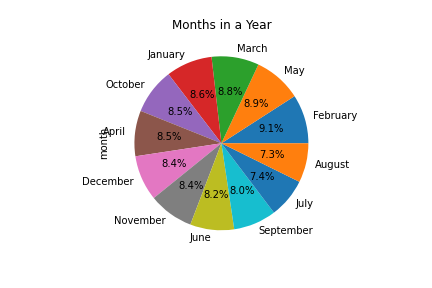 Months in a Year
January
March
October
May
8.6%
8.8%
8.9%
February
8.5%
9.1%
April
8.5%
month
7.3%
August
8.4%
7.4%
December
8.4%
8.2%
8.0%
July
November
June
September